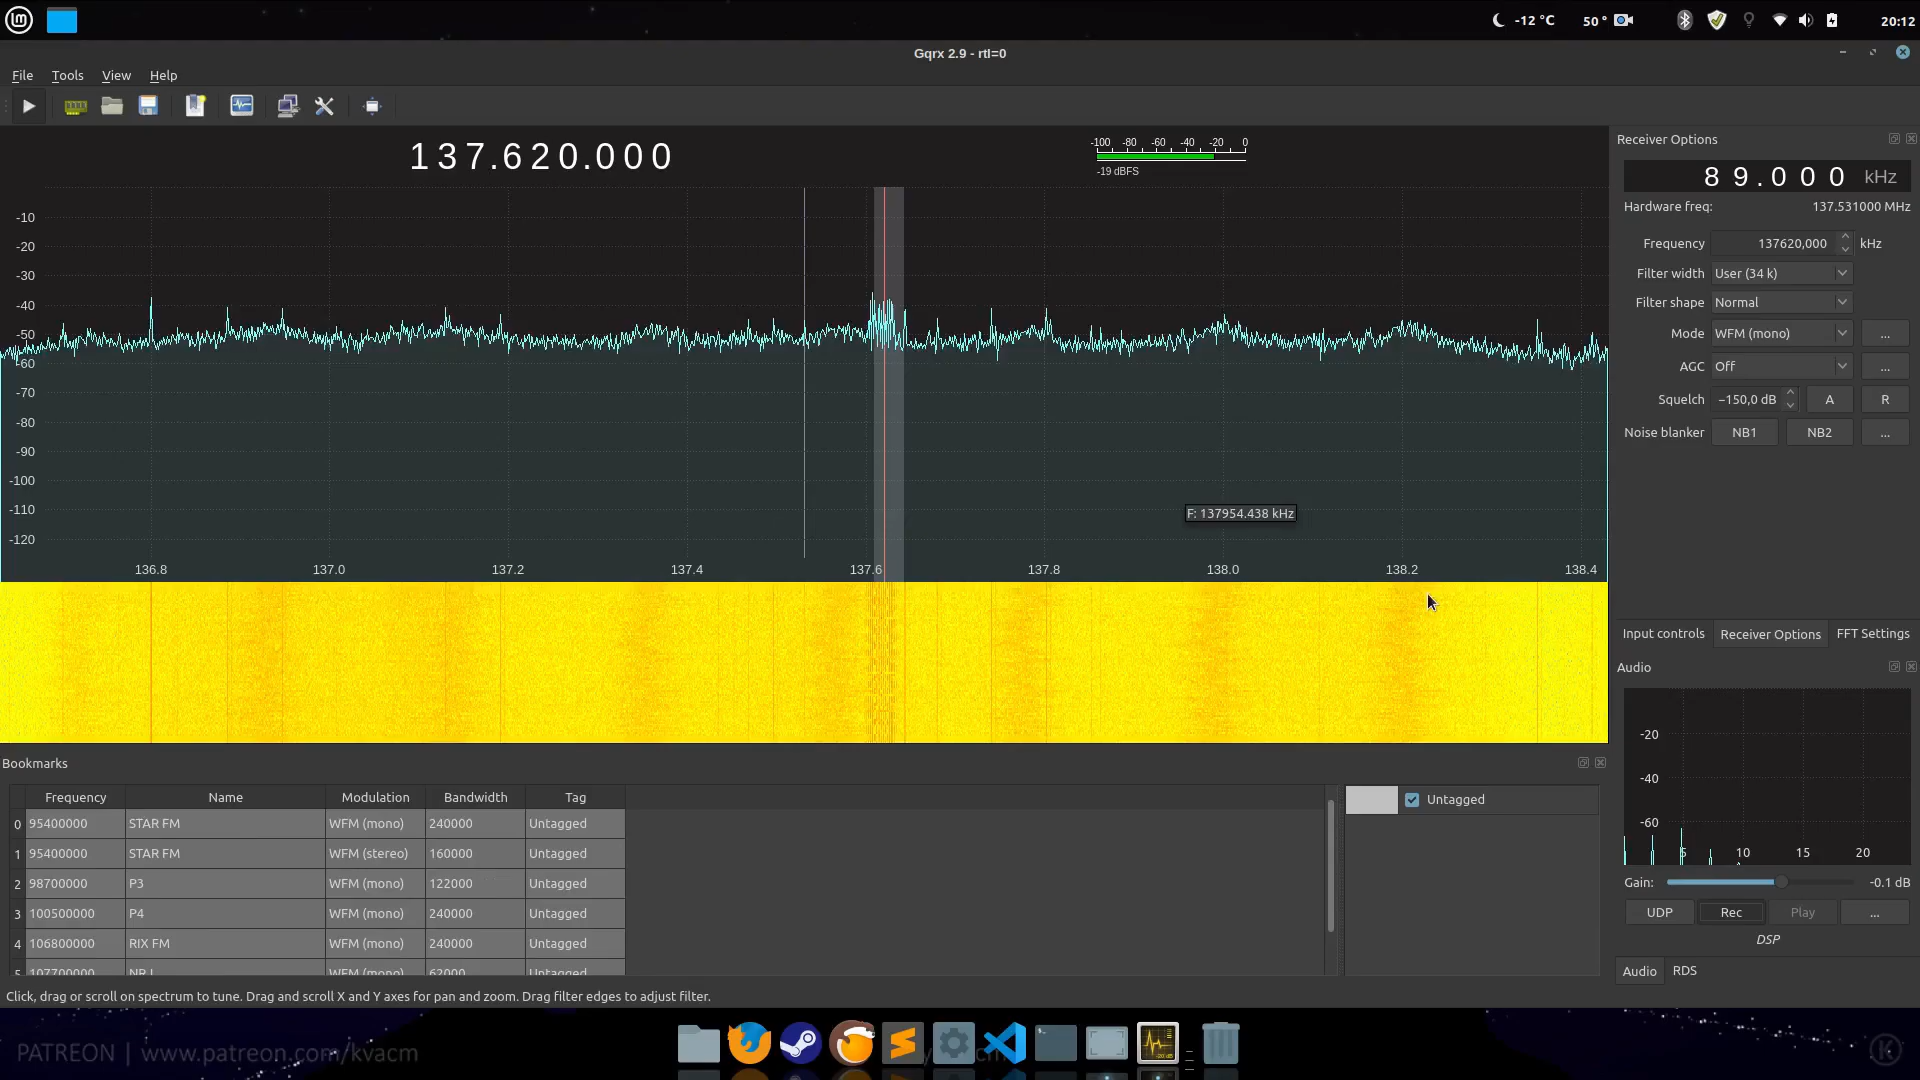 -12 °C
50 °
20:12
Gqrx 2.9 - rtl=0
File Tools View Help
137.620.000
-100 -80 -60 -40 -20 0
-19 dBFS
-10
-20
-30
-40
-50
-60
-70
-80
-90
-100
-110
-120
F: 137954.438 kHz
136.8 137.0 137.2 137.4 137.6 137.8 138.0 138.2 138.4
Receiver Options
89.000 kHz
Hardware freq: 137.531000 MHz
Frequency 137620,000 kHz
Filter width User (34 k)
Filter shape Normal
Mode WFM (mono) ...
AGC Off ...
Squelch −150,0 dB A R
Noise blanker NB1 NB2 ...
Input controls Receiver Options FFT Settings
Audio
-20
-40
-60
5 10 15 20
Gain: -0.1 dB
UDP Rec Play ...
DSP
Audio RDS
Bookmarks
Frequency Name Modulation Bandwidth Tag
0 95400000 STAR FM WFM (mono) 240000 Untagged
1 95400000 STAR FM WFM (stereo) 160000 Untagged
2 98700000 P3 WFM (mono) 122000 Untagged
3 100500000 P4 WFM (mono) 240000 Untagged
4 106800000 RIX FM WFM (mono) 240000 Untagged
5 107700000 NRJ WFM (mono) 62000 Untagged
Untagged
Click, drag or scroll on spectrum to tune. Drag and scroll X and Y axes for pan and zoom. Drag filter edges to adjust filter.
PATREON | www.patreon.com/kvacm